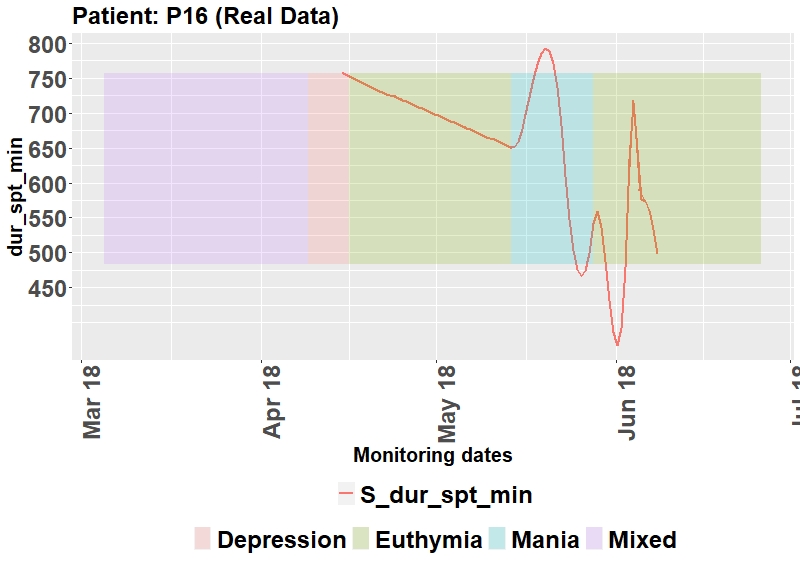 Patient: P16 (Real Data)
dur_spt_min
800
750
700
650
600
550
500
450
Mar 18
Apr 18
May 18
Jun 18
Monitoring dates
S_dur_spt_min
Depression Euthymia Mania Mixed